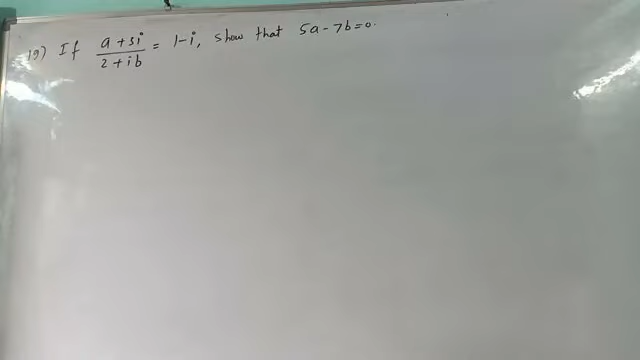 19) If (a+3i)/(2+ib) = 1-i, show that 5a-7b=0.